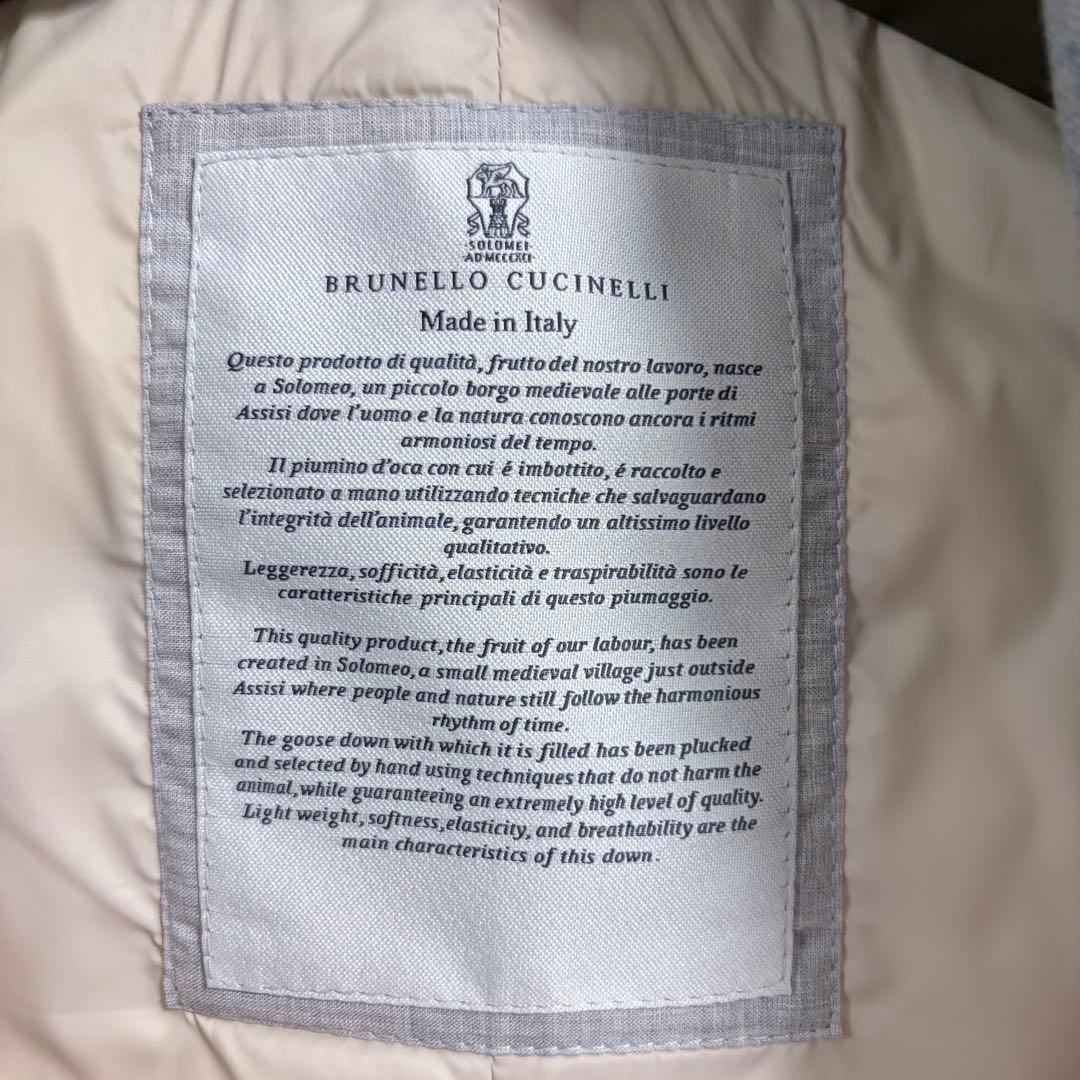 ·SOLOMEI·
·AD·MCCCXCI·
BRUNELLO CUCINELLI
Made in Italy
Questo prodotto di qualità, frutto del nostro lavoro, nasce
a Solomeo, un piccolo borgo medievale alle porte di
Assisi dove l'uomo e la natura conoscono ancora i ritmi
armoniosi del tempo.
Il piumino d'oca con cui é imbottito, é raccolto e
selezionato a mano utilizzando tecniche che salvaguardano
l'integrità dell'animale, garantendo un altissimo livello
qualitativo.
Leggerezza, sofficità, elasticità e traspirabilità sono le
caratteristiche principali di questo piumaggio.
This quality product, the fruit of our labour, has been
created in Solomeo, a small medieval village just outside
Assisi where people and nature still follow the harmonious
rhythm of time.
The goose down with which it is filled has been plucked
and selected by hand using techniques that do not harm the
animal, while guaranteeing an extremely high level of quality.
Light weight, softness, elasticity, and breathability are the
main characteristics of this down.